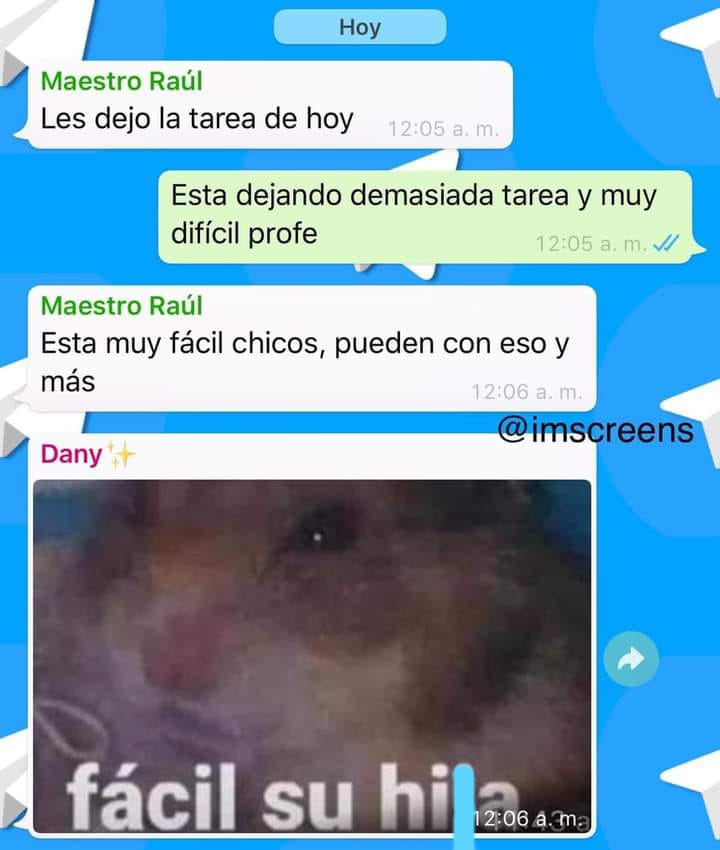 Hoy
Maestro Raúl
Les dejo la tarea de hoy
12:05 a. m.
Esta dejando demasiada tarea y muy
difícil profe
12:05 a. m.
Maestro Raúl
Esta muy fácil chicos, pueden con eso y
más
12:06 a. m.
@imscreens
Dany✨
fácil su
12:06 a. m.